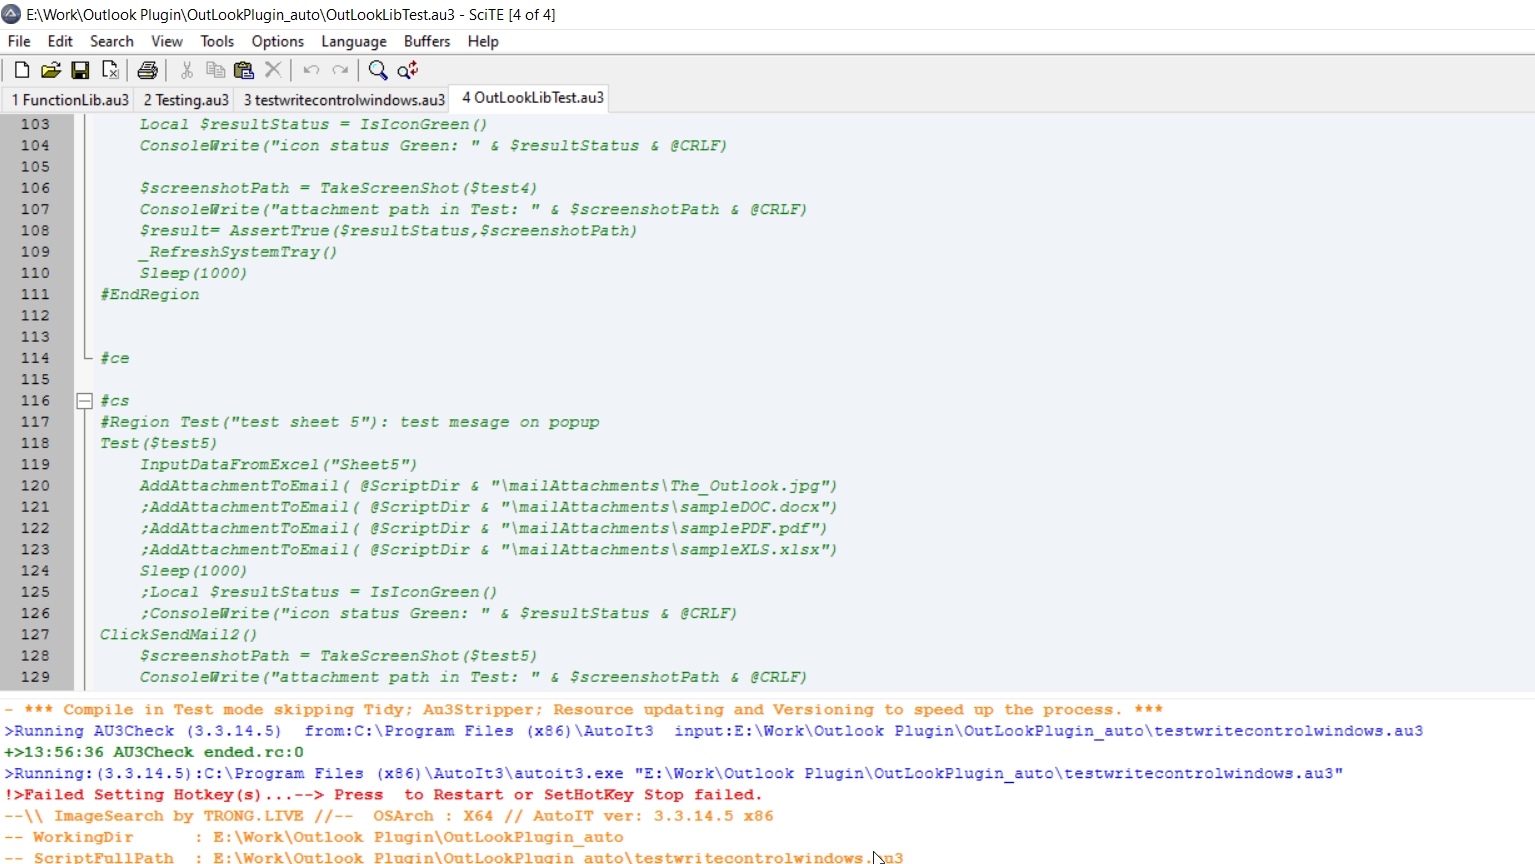 E:\Work\Outlook Plugin\OutLookPlugin_auto\OutLookLibTest.au3 - SciTE [4 of 4]
File Edit Search View Tools Options Language Buffers Help
1 FunctionLib.au3 2 Testing.au3 3 testwritecontrolwindows.au3 4 OutLookLibTest.au3
103 Local $resultStatus = IsIconGreen()
104 ConsoleWrite("icon status Green: " & $resultStatus & @CRLF)
105
106 $screenshotPath = TakeScreenShot($test4)
107 ConsoleWrite("attachment path in Test: " & $screenshotPath & @CRLF)
108 $result= AssertTrue($resultStatus,$screenshotPath)
109 _RefreshSystemTray()
110 Sleep(1000)
111 #EndRegion
112
113
114 #ce
115
116 #cs
117 #Region Test("test sheet 5"): test mesage on popup
118 Test($test5)
119 InputDataFromExcel("Sheet5")
120 AddAttachmentToEmail( @ScriptDir & "\mailAttachments\The_Outlook.jpg")
121 ;AddAttachmentToEmail( @ScriptDir & "\mailAttachments\sampleDOC.docx")
122 ;AddAttachmentToEmail( @ScriptDir & "\mailAttachments\samplePDF.pdf")
123 ;AddAttachmentToEmail( @ScriptDir & "\mailAttachments\sampleXLS.xlsx")
124 Sleep(1000)
125 ;Local $resultStatus = IsIconGreen()
126 ;ConsoleWrite("icon status Green: " & $resultStatus & @CRLF)
127 ClickSendMail2()
128 $screenshotPath = TakeScreenShot($test5)
129 ConsoleWrite("attachment path in Test: " & $screenshotPath & @CRLF)
- *** Compile in Test mode skipping Tidy; Au3Stripper; Resource updating and Versioning to speed up the process. ***
>Running AU3Check (3.3.14.5) from:C:\Program Files (x86)\AutoIt3 input:E:\Work\Outlook Plugin\OutLookPlugin_auto\testwritecontrolwindows.au3
+>13:56:36 AU3Check ended.rc:0
>Running:(3.3.14.5):C:\Program Files (x86)\AutoIt3\autoit3.exe "E:\Work\Outlook Plugin\OutLookPlugin_auto\testwritecontrolwindows.au3"
!>Failed Setting Hotkey(s)...--> Press to Restart or SetHotKey Stop failed.
--\\ ImageSearch by TRONG.LIVE //-- OSArch : X64 // AutoIT ver: 3.3.14.5 x86
-- WorkingDir : E:\Work\Outlook Plugin\OutLookPlugin_auto
-- ScriptFullPath : E:\Work\Outlook Plugin\OutLookPlugin_auto\testwritecontrolwindows.au3